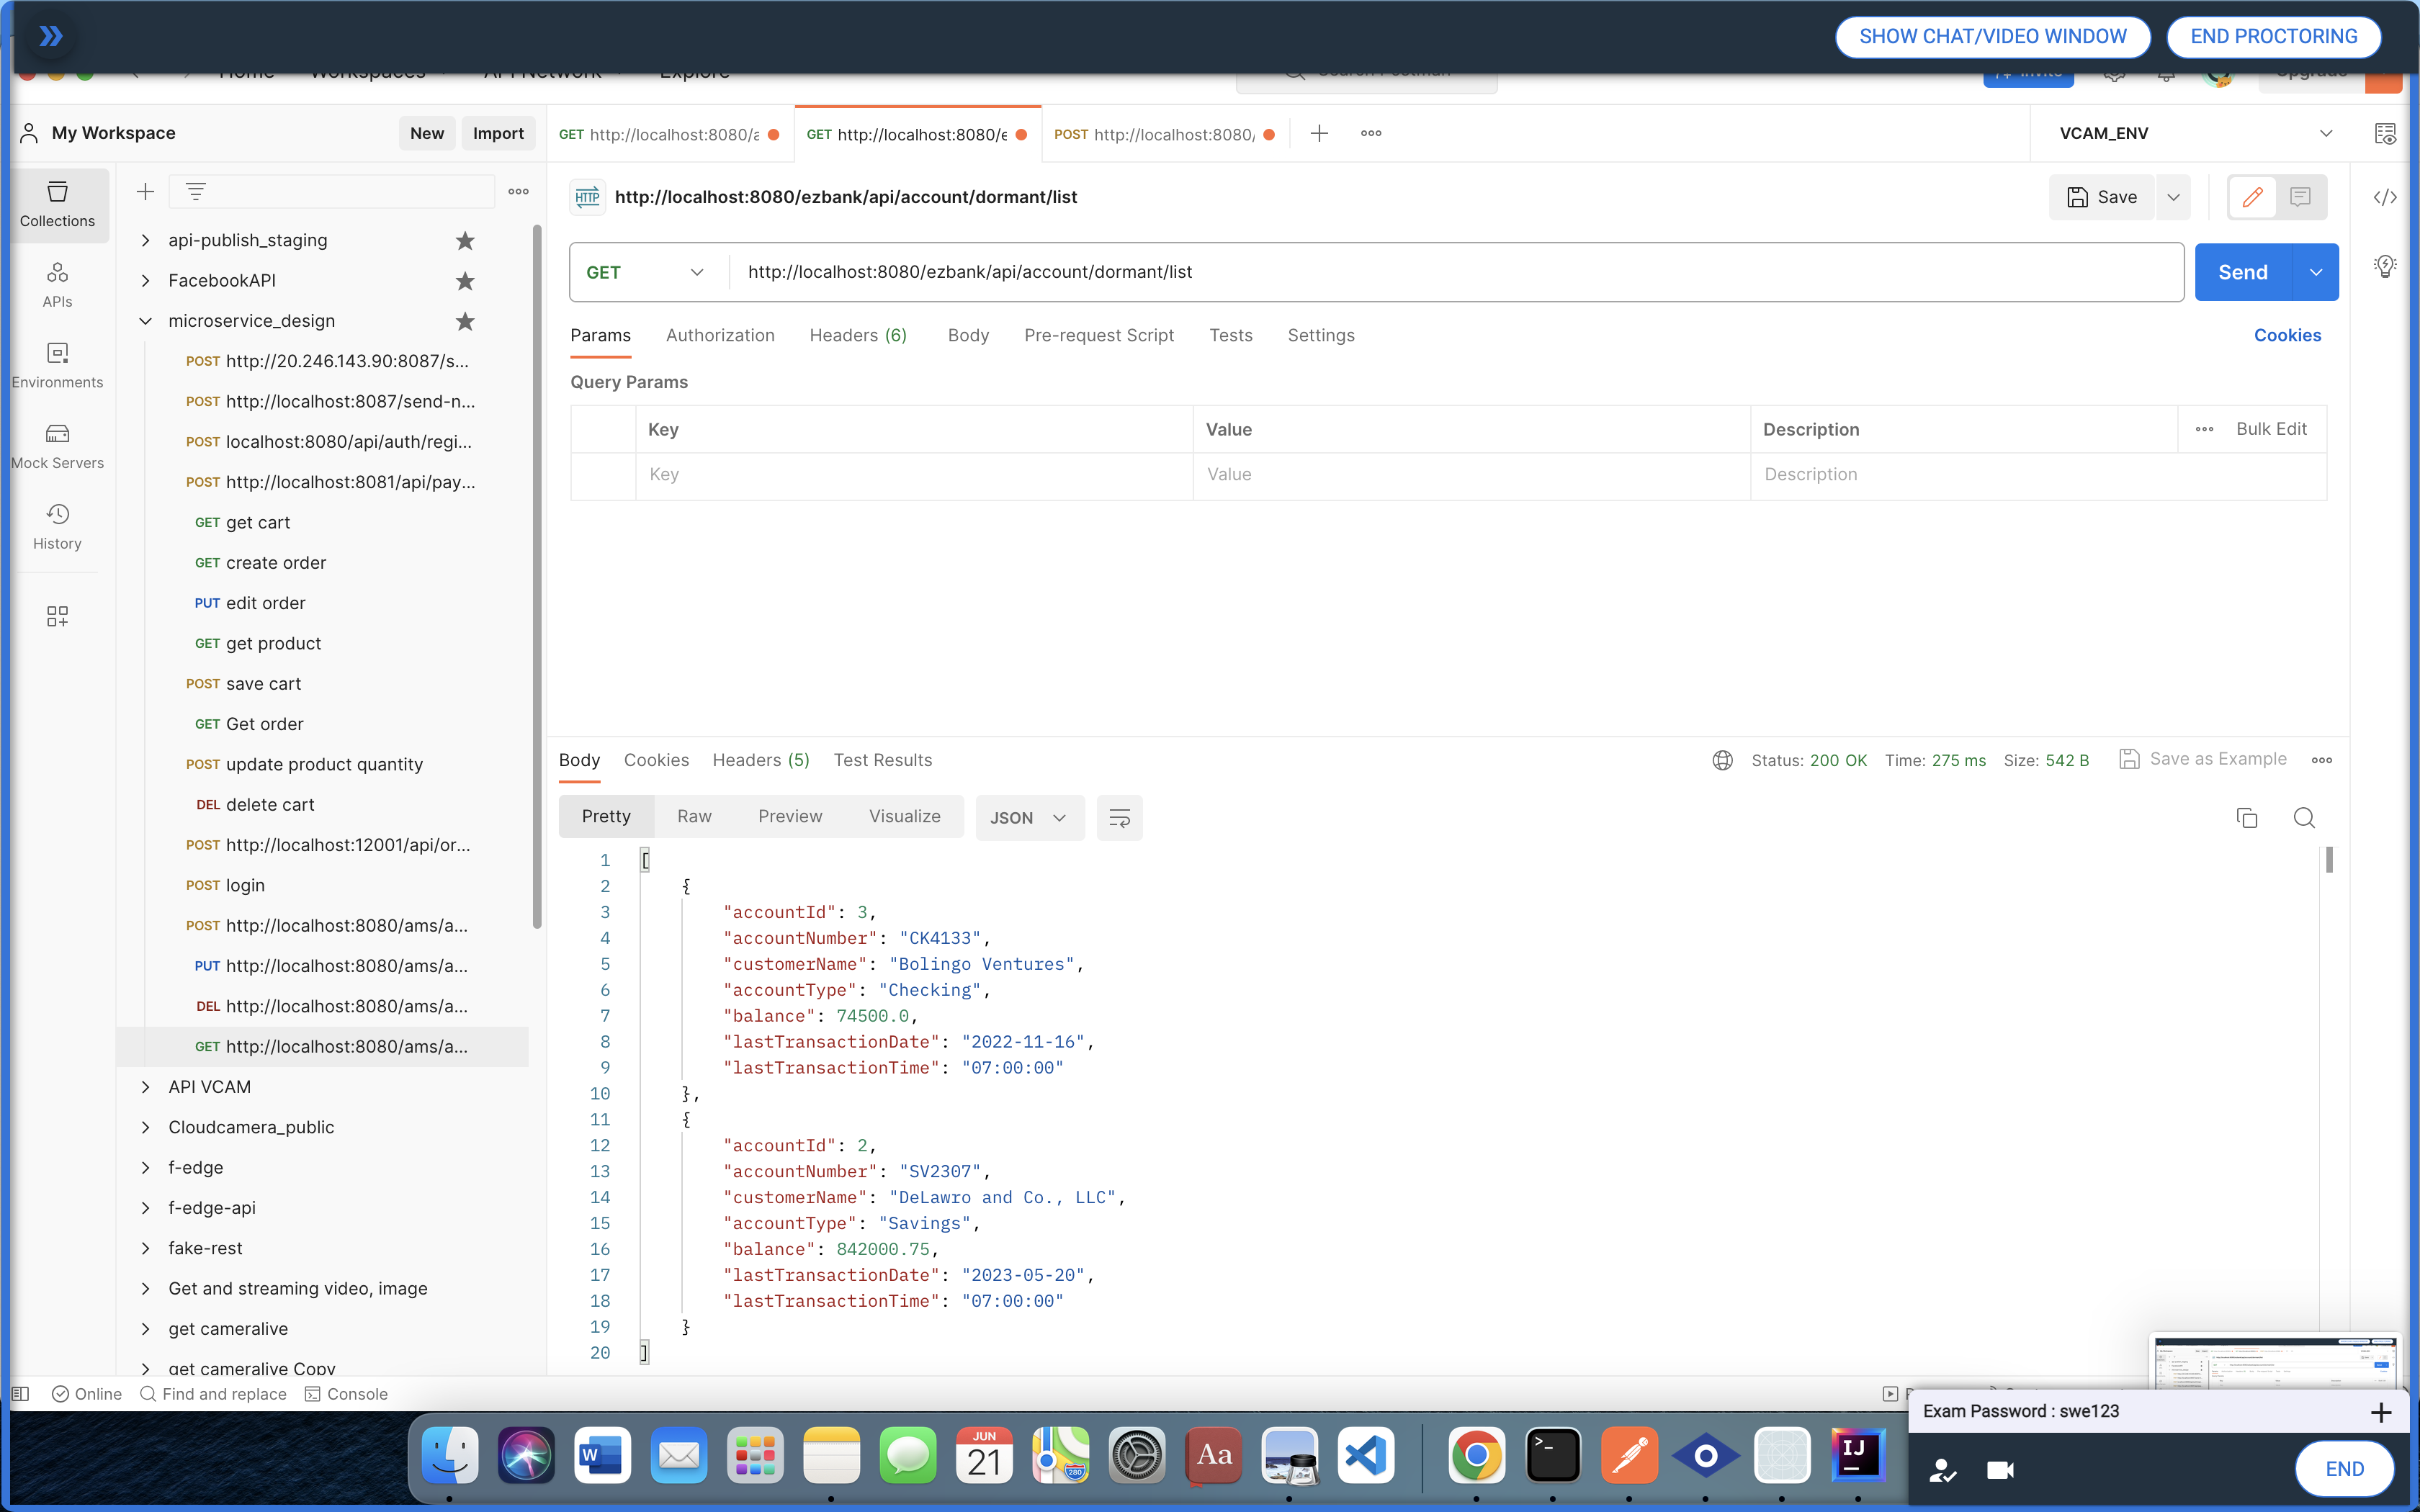 SHOW CHAT/VIDEO WINDOW
END PROCTORING
Home
Workspaces
API Network
Explore
Search Postman
Invite
Upgrade
My Workspace
New
Import
GET http://localhost:8080/a
GET http://localhost:8080/e
POST http://localhost:8080/
VCAM_ENV
Collections
APIs
Environments
Mock Servers
History
api-publish_staging
FacebookAPI
microservice_design
POST http://20.246.143.90:8087/s...
POST http://localhost:8087/send-n...
POST localhost:8080/api/auth/regi...
POST http://localhost:8081/api/pay...
GET get cart
GET create order
PUT edit order
GET get product
POST save cart
GET Get order
POST update product quantity
DEL delete cart
POST http://localhost:12001/api/or...
POST login
POST http://localhost:8080/ams/a...
PUT http://localhost:8080/ams/a...
DEL http://localhost:8080/ams/a...
GET http://localhost:8080/ams/a...
API VCAM
Cloudcamera_public
f-edge
f-edge-api
fake-rest
Get and streaming video, image
get cameralive
get cameralive Copy
HTTP
http://localhost:8080/ezbank/api/account/dormant/list
Save
</>
GET
http://localhost:8080/ezbank/api/account/dormant/list
Send
Params
Authorization
Headers (6)
Body
Pre-request Script
Tests
Settings
Cookies
Query Params
Key
Value
Description
Bulk Edit
Key
Value
Description
Body
Cookies
Headers (5)
Test Results
Status: 200 OK
Time: 275 ms
Size: 542 B
Save as Example
Pretty
Raw
Preview
Visualize
JSON
1 [
2 {
3 "accountId": 3,
4 "accountNumber": "CK4133",
5 "customerName": "Bolingo Ventures",
6 "accountType": "Checking",
7 "balance": 74500.0,
8 "lastTransactionDate": "2022-11-16",
9 "lastTransactionTime": "07:00:00"
10 },
11 {
12 "accountId": 2,
13 "accountNumber": "SV2307",
14 "customerName": "DeLawro and Co., LLC",
15 "accountType": "Savings",
16 "balance": 842000.75,
17 "lastTransactionDate": "2023-05-20",
18 "lastTransactionTime": "07:00:00"
19 }
20 ]
Online
Find and replace
Console
Exam Password : swe123
END
W
JUN
21
280
Aa
>_
IJ